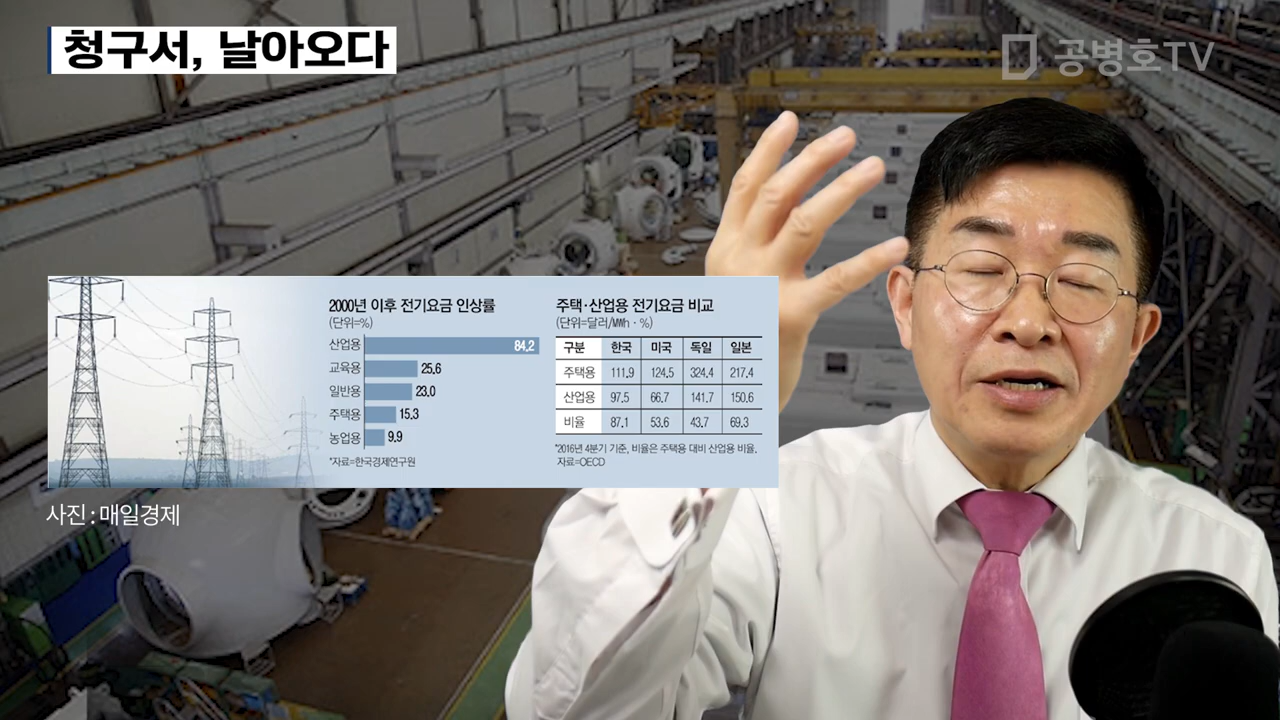 청구서, 날아오다
공병호TV
2000년 이후 전기요금 인상률
(단위=%)
산업용 84.2
교육용 25.6
일반용 23.0
주택용 15.3
농업용 9.9
*자료=한국경제연구원
주택·산업용 전기요금 비교
(단위=달러/㎿h · %)
구분 한국 미국 독일 일본
주택용 111.9 124.5 324.4 217.4
산업용 97.5 66.7 141.7 150.6
비율 87.1 53.6 43.7 69.3
*2016년 4분기 기준, 비율은 주택용 대비 산업용 비율.
자료=OECD
사진 : 매일경제